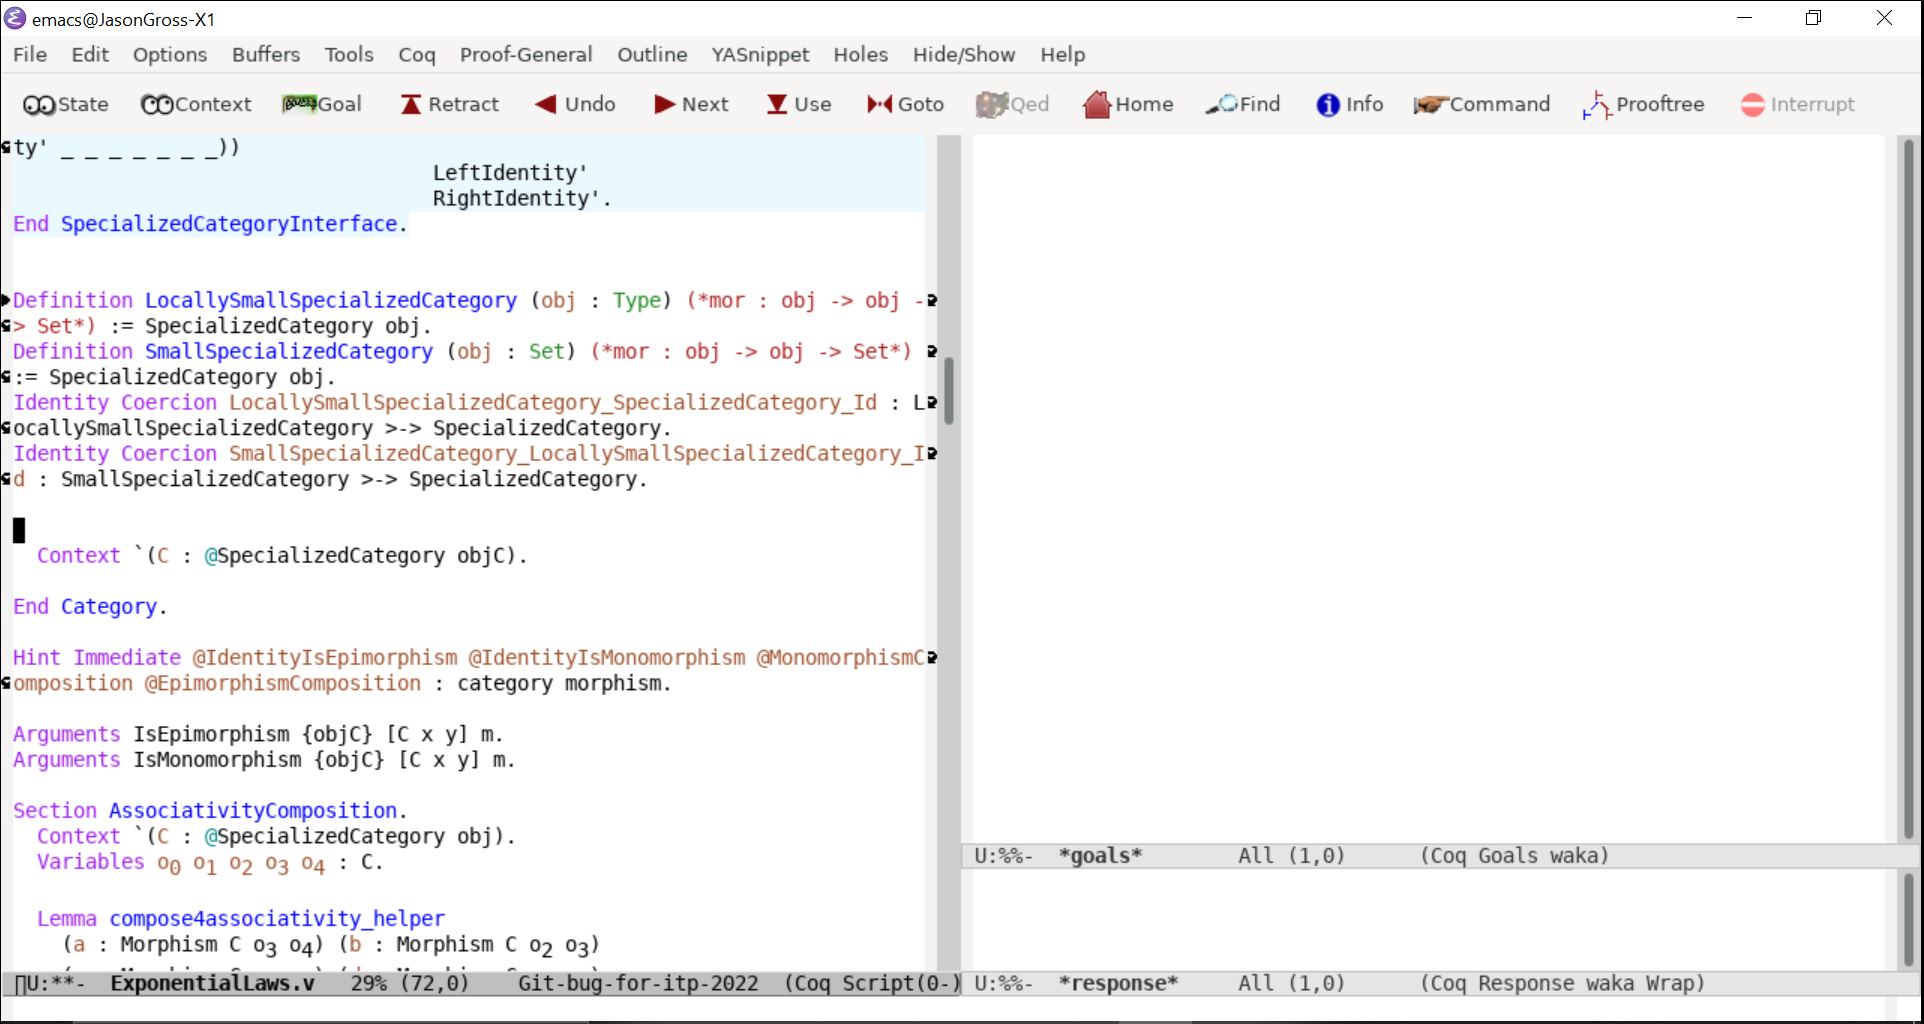 emacs@JasonGross-X1
File Edit Options Buffers Tools Coq Proof-General Outline YASnippet Holes Hide/Show Help
State Context Goal Retract Undo Next Use Goto Qed Home Find Info Command Prooftree Interrupt
ty' _ _ _ _ _ _ _))
LeftIdentity'
RightIdentity'.
End SpecializedCategoryInterface.
Definition LocallySmallSpecializedCategory (obj : Type) (*mor : obj -> obj -
> Set*) := SpecializedCategory obj.
Definition SmallSpecializedCategory (obj : Set) (*mor : obj -> obj -> Set*)
:= SpecializedCategory obj.
Identity Coercion LocallySmallSpecializedCategory_SpecializedCategory_Id : L
ocallySmallSpecializedCategory >-> SpecializedCategory.
Identity Coercion SmallSpecializedCategory_LocallySmallSpecializedCategory_I
d : SmallSpecializedCategory >-> SpecializedCategory.
Context `(C : @SpecializedCategory objC).
End Category.
Hint Immediate @IdentityIsEpimorphism @IdentityIsMonomorphism @MonomorphismC
omposition @EpimorphismComposition : category morphism.
Arguments IsEpimorphism {objC} [C x y] m.
Arguments IsMonomorphism {objC} [C x y] m.
Section AssociativityComposition.
Context `(C : @SpecializedCategory obj).
Variables o0 o1 o2 o3 o4 : C.
Lemma compose4associativity_helper
(a : Morphism C o3 o4) (b : Morphism C o2 o3)
U:**- ExponentialLaws.v 29% (72,0) Git-bug-for-itp-2022 (Coq Script(0-)
U:%%- *goals* All (1,0) (Coq Goals waka)
U:%%- *response* All (1,0) (Coq Response waka Wrap)